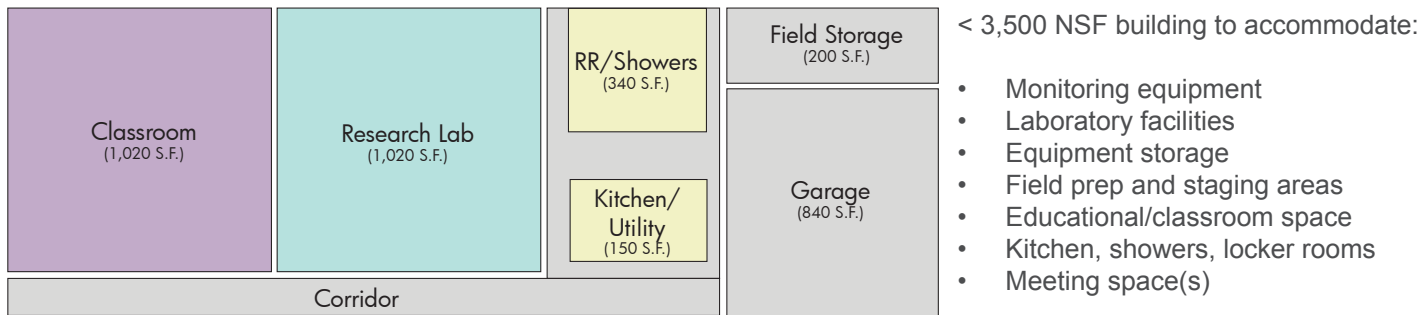 Classroom
(1,020 S.F.)
Research Lab
(1,020 S.F.)
RR/Showers
(340 S.F.)
Kitchen/
Utility
(150 S.F.)
Field Storage
(200 S.F.)
Garage
(840 S.F.)
Corridor
< 3,500 NSF building to accommodate:
• Monitoring equipment
• Laboratory facilities
• Equipment storage
• Field prep and staging areas
• Educational/classroom space
• Kitchen, showers, locker rooms
• Meeting space(s)